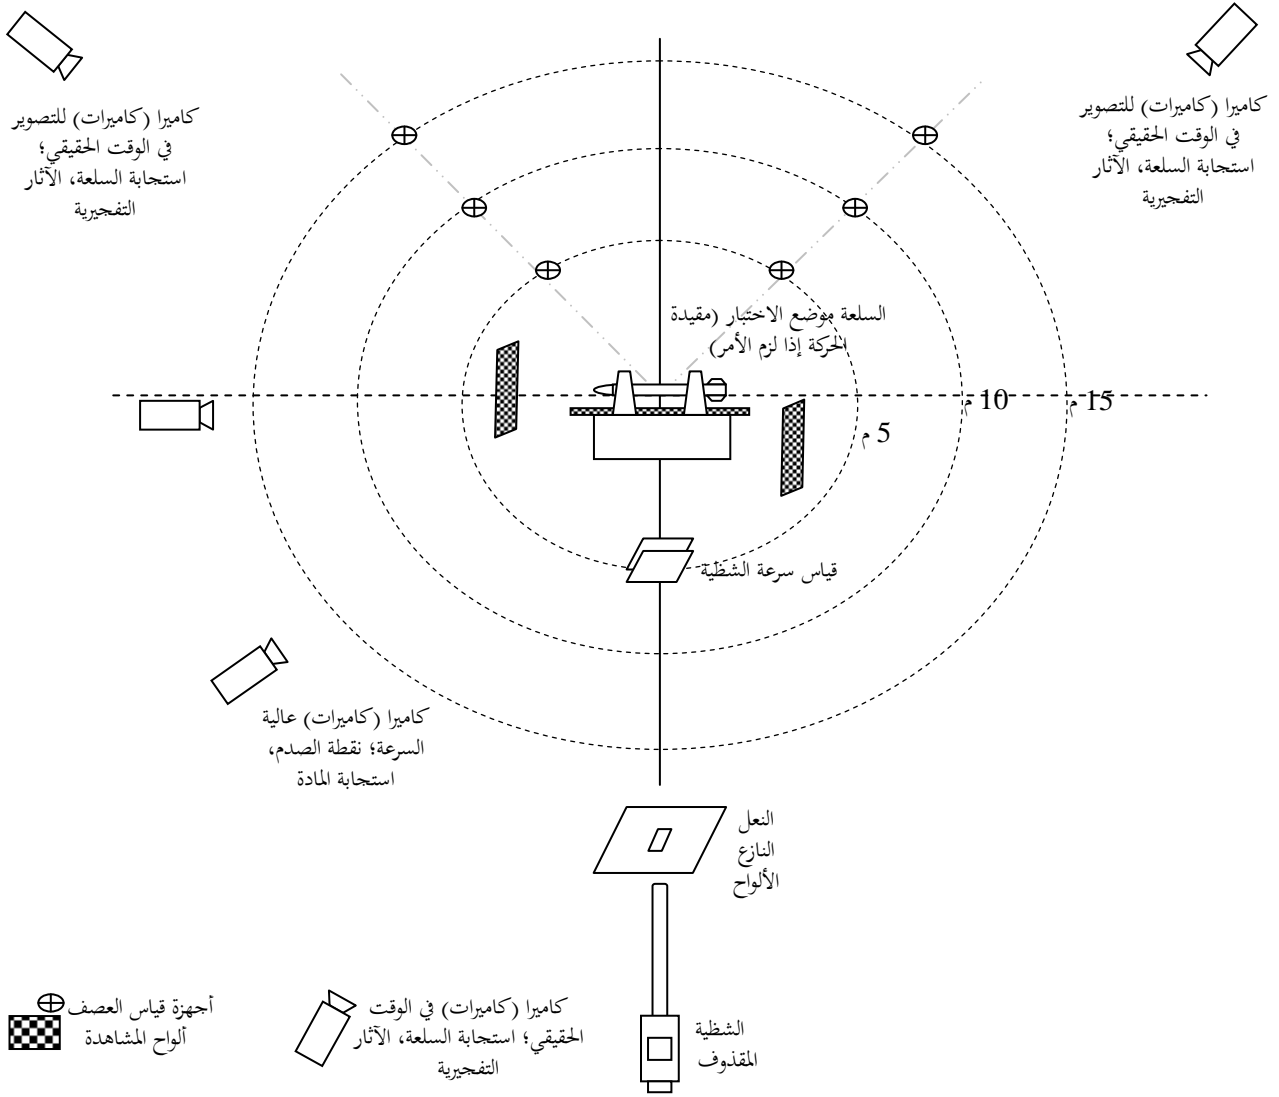 كاميرا (كاميرات) للتصوير
في الوقت الحقيقي؛
استجابة السلعة، الآثار
التفجيرية
كاميرا (كاميرات) للتصوير
في الوقت الحقيقي؛
استجابة السلعة، الآثار
التفجيرية
السلعة موضع الاختبار (مقيدة
الحركة إذا لزم الأمر)
15 م
10 م
5 م
قياس سرعة الشظية
كاميرا (كاميرات) عالية
السرعة؛ نقطة الصدم،
استجابة المادة
النعل
النازع
الألواح
الشظية
المقذوف
كاميرا (كاميرات) في الوقت
الحقيقي؛ استجابة السلعة، الآثار
التفجيرية
أجهزة قياس العصف
ألواح المشاهدة